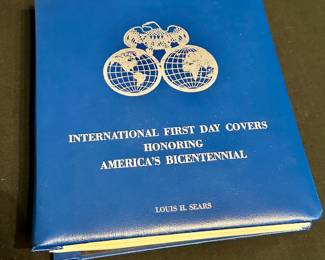 INTERNATIONAL FIRST DAY COVERS
HONORING
AMERICA'S BICENTENNIAL
LOUIS H. SEARS